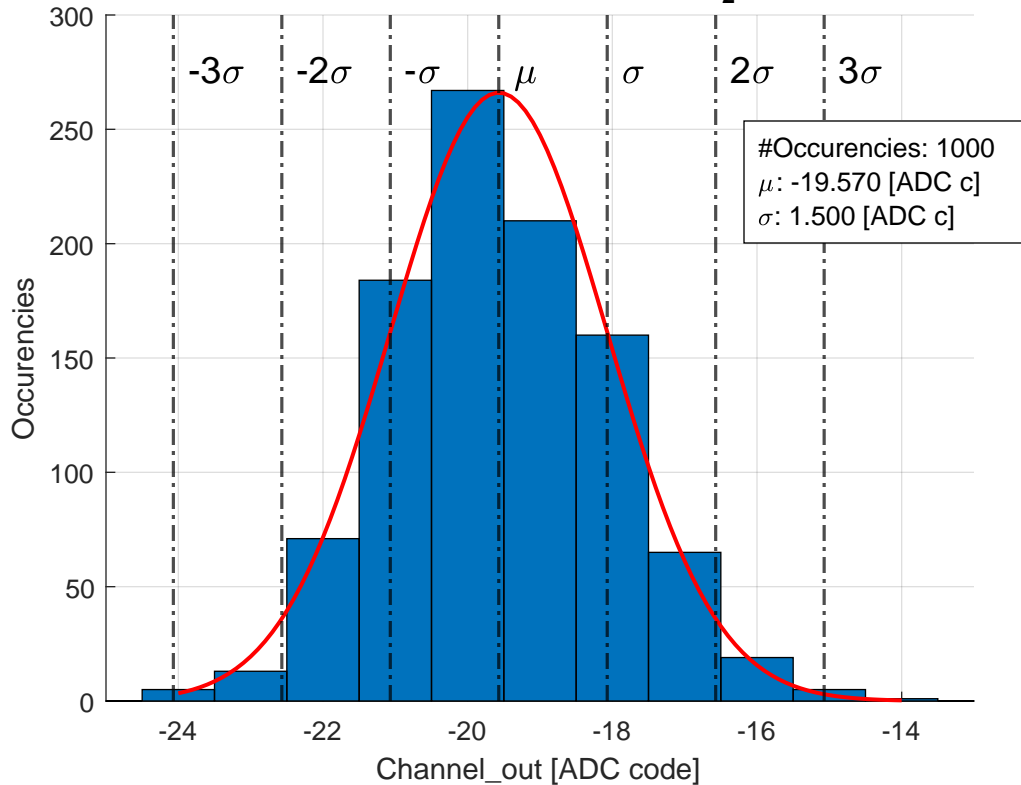 300
-3σ
-2σ
-σ
μ
σ
2σ
3σ
250
#Occurencies: 1000
μ: -19.570 [ADC c]
σ: 1.500 [ADC c]
200
150
100
50
0
Occurencies
-24
-22
-20
-18
-16
-14
Channel_out [ADC code]